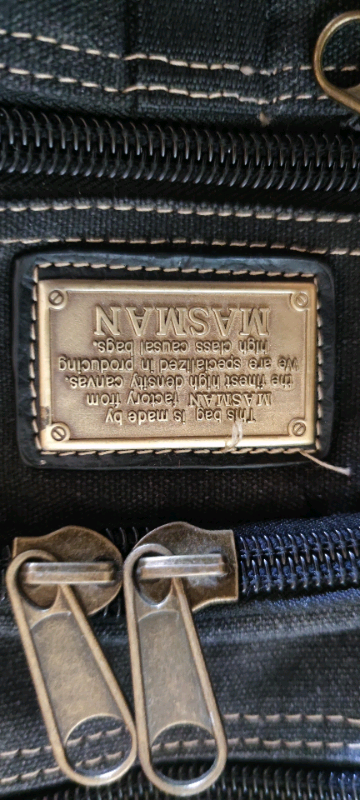 This bag, is made by
MASMAN factory from
the finest high density canvas.
We are specialized in producing
high class causal bags.
MASMAN